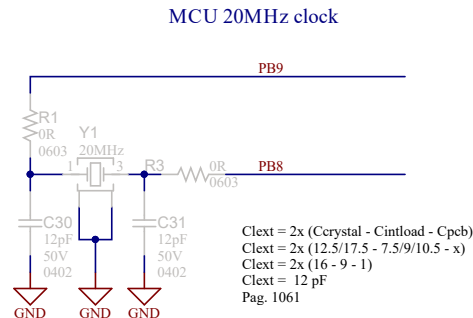 MCU 20MHz clock
PB9
R1
0R
0603
Y1
20MHz
1
3
R3
0R
0603
PB8
C30
12pF
50V
0402
C31
12pF
50V
0402
GND
GND
GND
Clext = 2x (Ccrystal - Cintload - Cpcb)
Clext = 2x (12.5/17.5 - 7.5/9/10.5 - x)
Clext = 2x (16 - 9 - 1)
Clext =  12 pF
Pag. 1061